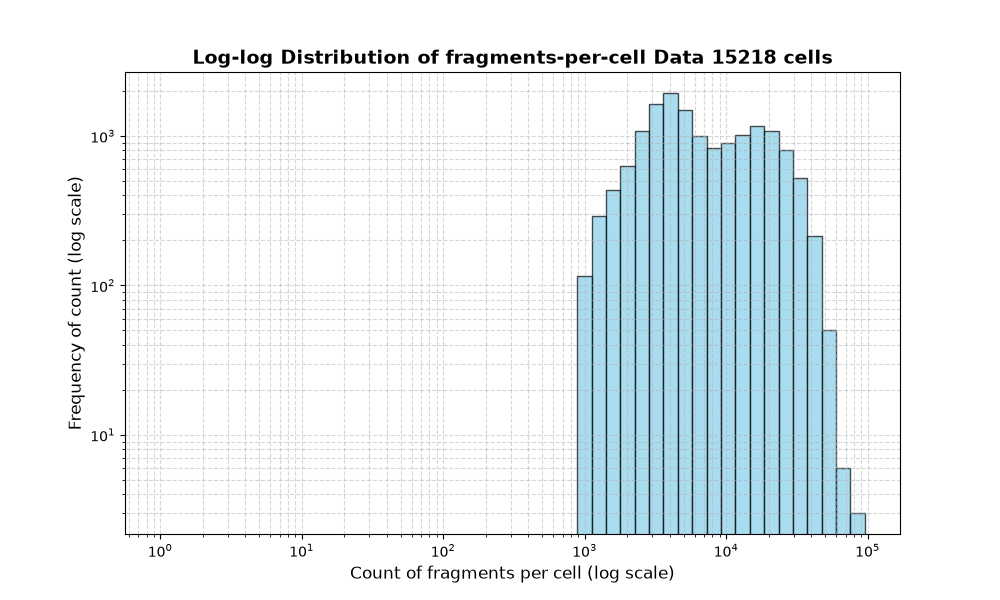 Log-log Distribution of fragments-per-cell Data 15218 cells
Frequency of count (log scale)
10³
10²
10¹
10⁰ 10¹ 10² 10³ 10⁴ 10⁵
Count of fragments per cell (log scale)